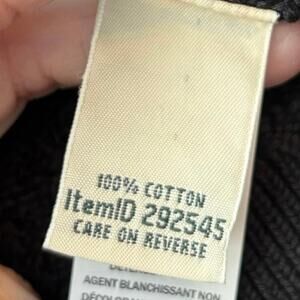 100% COTTON
ItemID 292545
CARE ON REVERSE
AGENT BLANCHISSANT NON